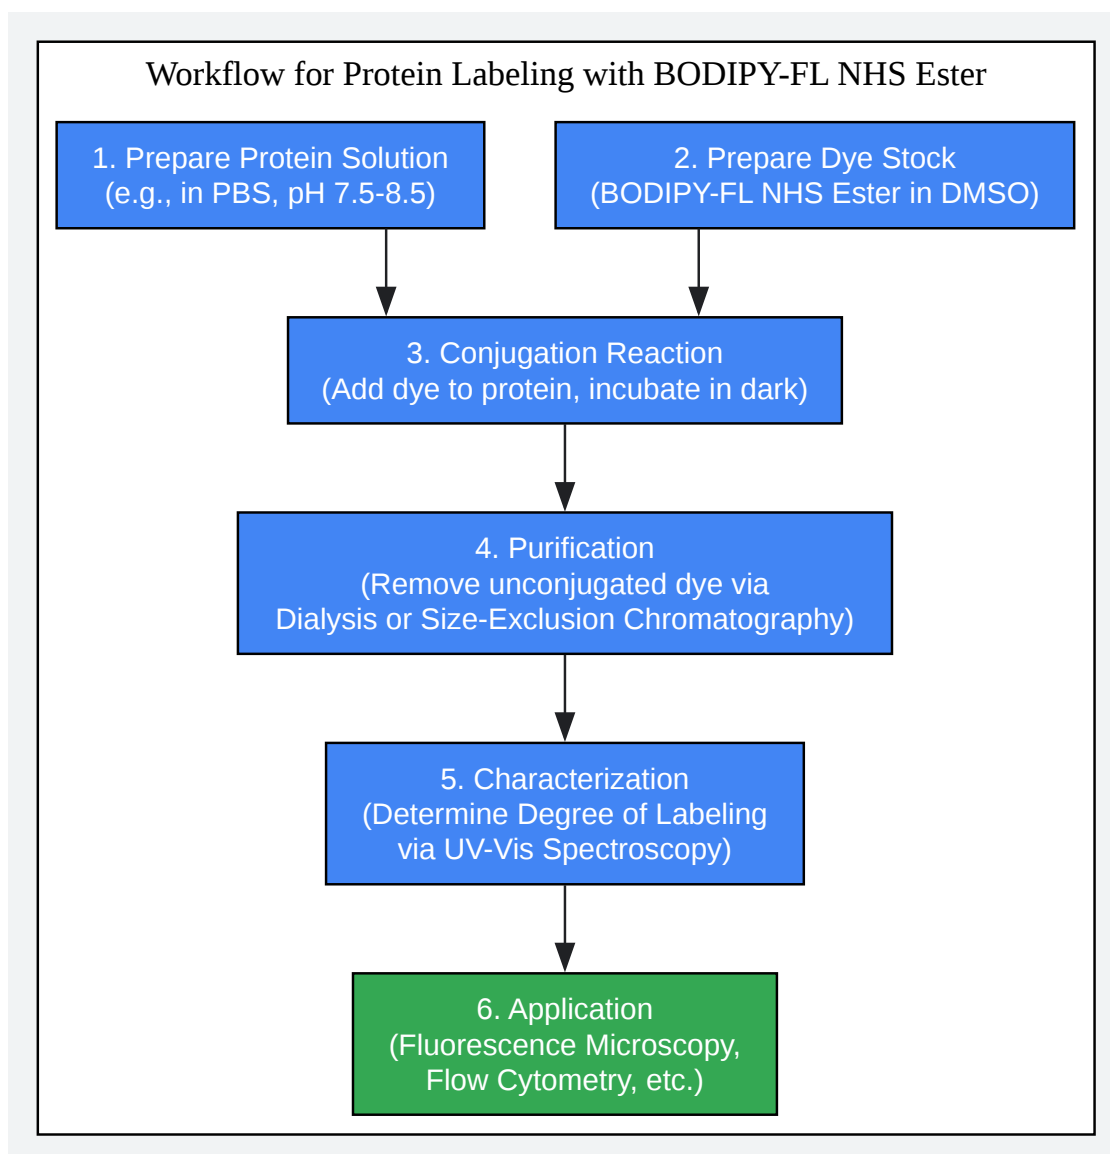 Workflow for Protein Labeling with BODIPY-FL NHS Ester
1. Prepare Protein Solution
(e.g., in PBS, pH 7.5-8.5)
2. Prepare Dye Stock
(BODIPY-FL NHS Ester in DMSO)
3. Conjugation Reaction
(Add dye to protein, incubate in dark)
4. Purification
(Remove unconjugated dye via
Dialysis or Size-Exclusion Chromatography)
5. Characterization
(Determine Degree of Labeling
via UV-Vis Spectroscopy)
6. Application
(Fluorescence Microscopy,
Flow Cytometry, etc.)